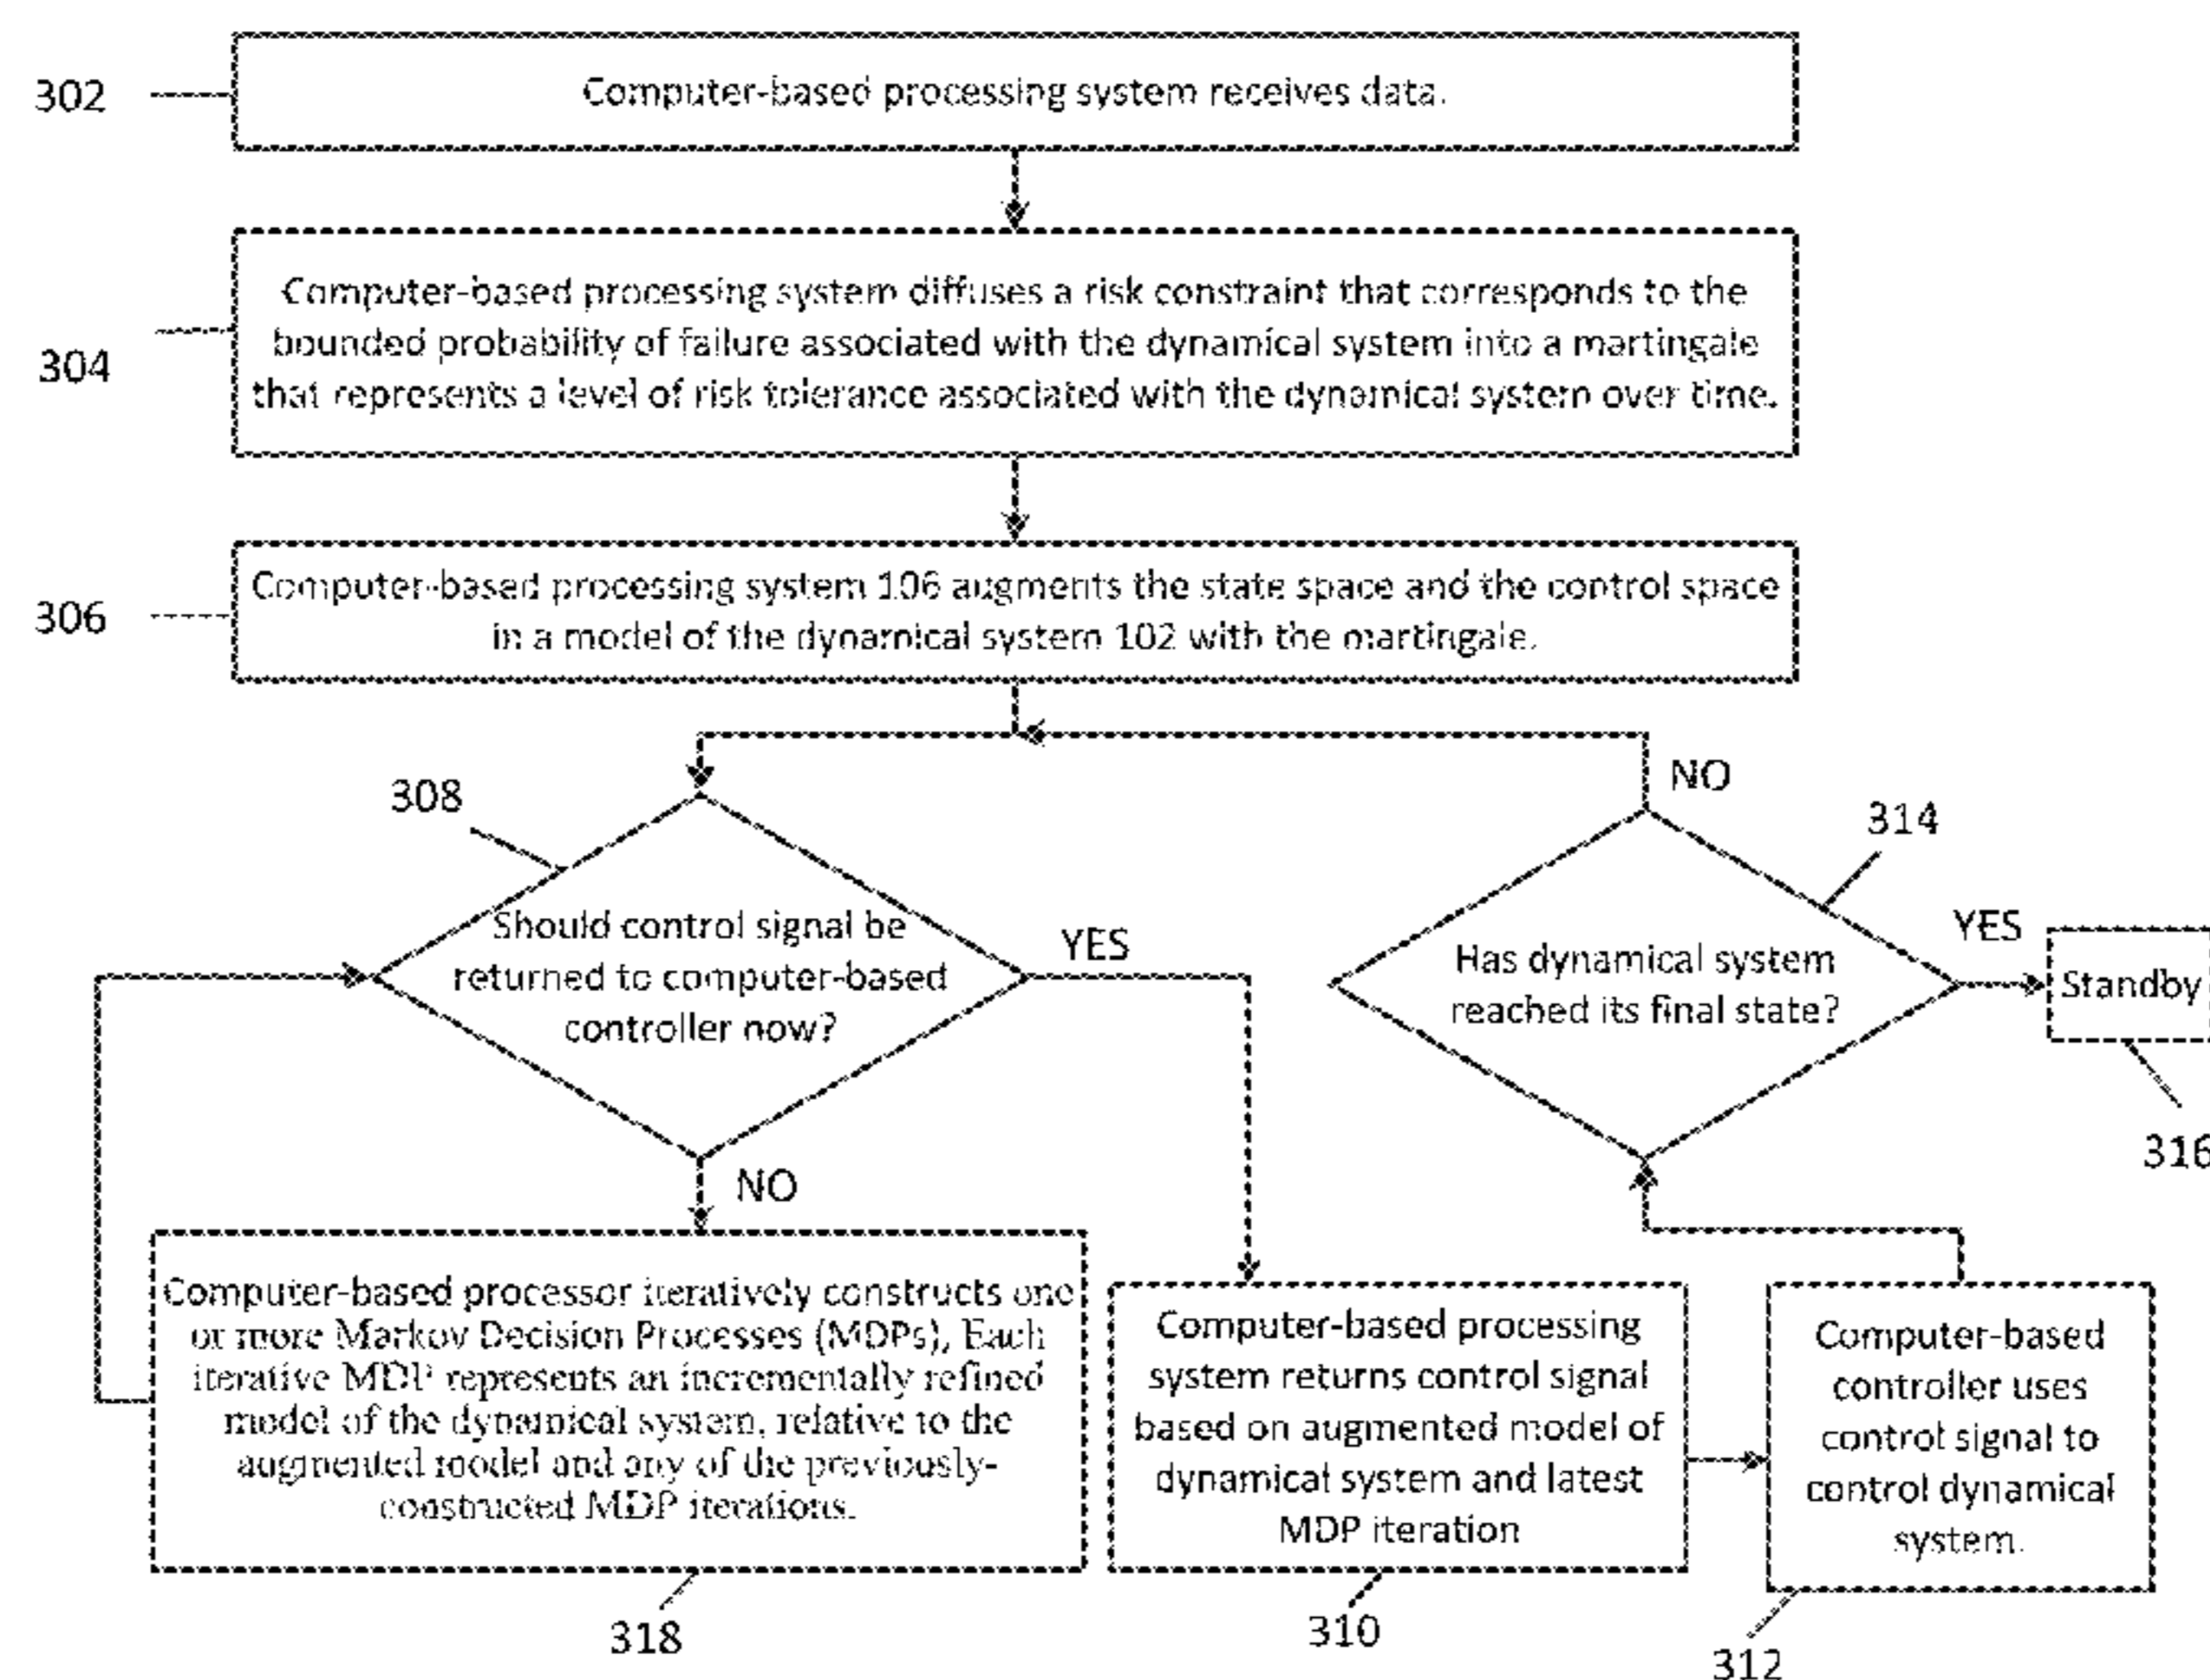 302
Computer-based processing system receives data.
304
Computer-based processing system diffuses a risk constraint that corresponds to the
bounded probability of failure associated with the dynamical system into a martingale
that represents a level of risk tolerance associated with the dynamical system over time.
306
Computer-based processing system 106 augments the state space and the control space
in a model of the dynamical system 102 with the martingale.
308
Should control signal be
returned to computer-based
controller now?
YES
NO
NO
314
Has dynamical system
reached its final state?
YES
Standby
316
Computer-based processor iteratively constructs one
or more Markov Decision Processes (MDPs), Each
iterative MDP represents an incrementally refined
model of the dynamical system, relative to the
augmented model and any of the previously-
constructed MDP iterations.
318
Computer-based processing
system returns control signal
based on augmented model of
dynamical system and latest
MDP iteration
310
Computer-based
controller uses
control signal to
control dynamical
system.
312